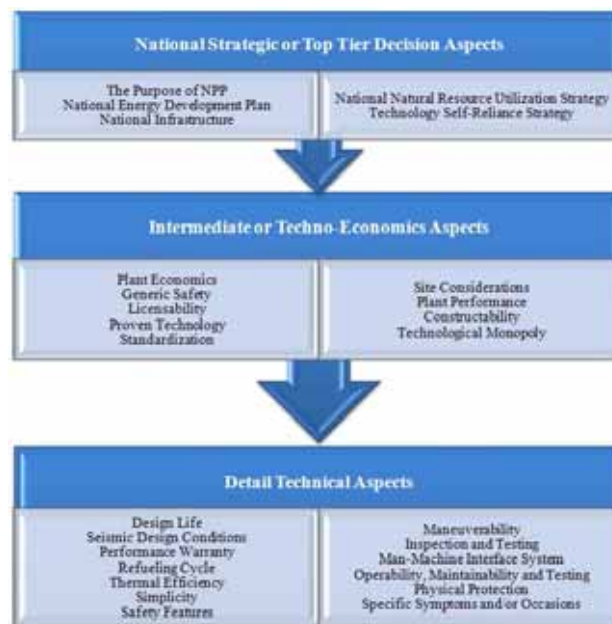 National Strategic or Top Tier Decision Aspects
The Purpose of NPP
National Energy Development Plan
National Infrastructure
National Natural Resource Utilization Strategy
Technology Self-Reliance Strategy
Intermediate or Techno-Economics Aspects
Plant Economics
Generic Safety
Licensability
Proven Technology
Standardization
Site Considerations
Plant Performance
Constructability
Technological Monopoly
Detail Technical Aspects
Design Life
Seismic Design Conditions
Performance Warranty
Refueling Cycle
Thermal Efficiency
Simplicity
Safety Features
Maneuverability
Inspection and Testing
Man-Machine Interface System
Operability, Maintainability and Testing
Physical Protection
Specific Symptoms and/or Occasions